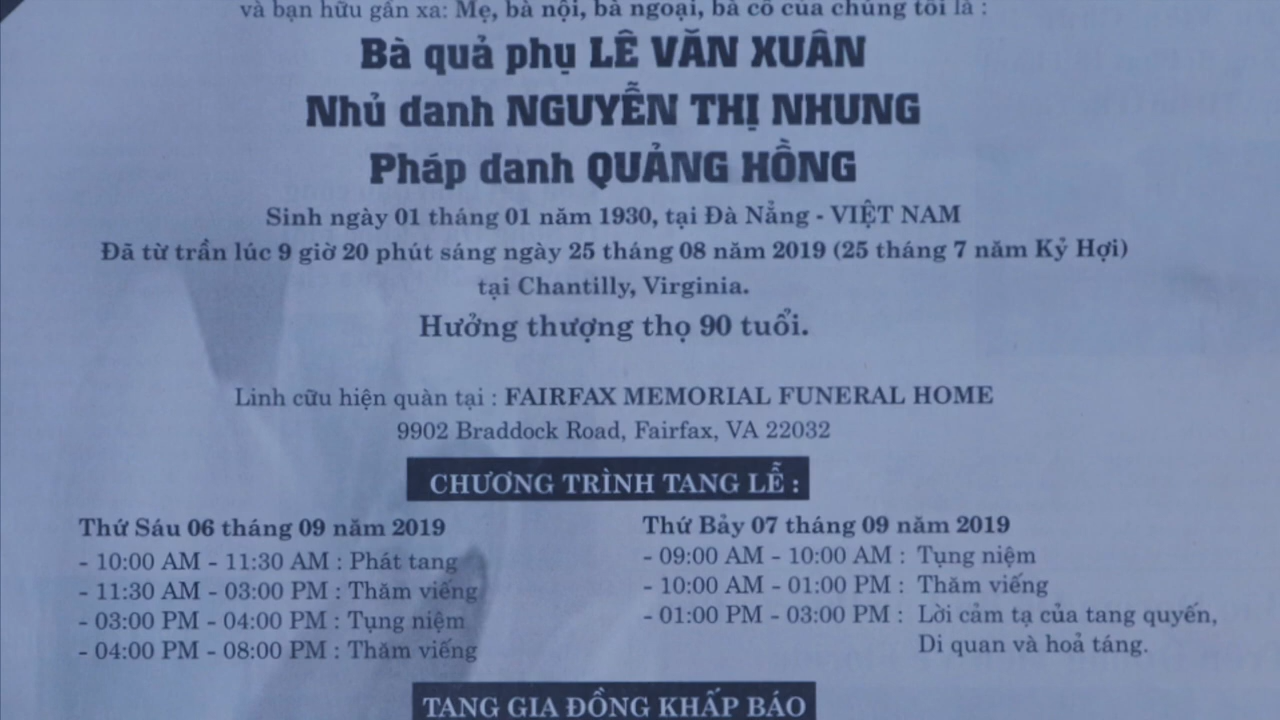 và bạn hữu gần xa: Mẹ, bà nội, bà ngoại, bà cố của chúng tôi là :
Bà quả phụ LÊ VĂN XUÂN
Nhủ danh NGUYỄN THỊ NHUNG
Pháp danh QUẢNG HỒNG
Sinh ngày 01 tháng 01 năm 1930, tại Đà Nẳng - VIỆT NAM
Đã từ trần lúc 9 giờ 20 phút sáng ngày 25 tháng 08 năm 2019 (25 tháng 7 năm Kỷ Hợi)
tại Chantilly, Virginia.
Hưởng thượng thọ 90 tuổi.
Linh cữu hiện quàn tại : FAIRFAX MEMORIAL FUNERAL HOME
9902 Braddock Road, Fairfax, VA 22032
CHƯƠNG TRÌNH TANG LỄ :
Thứ Sáu 06 tháng 09 năm 2019
- 10:00 AM - 11:30 AM : Phát tang
- 11:30 AM - 03:00 PM : Thăm viếng
- 03:00 PM - 04:00 PM : Tụng niệm
- 04:00 PM - 08:00 PM : Thăm viếng
Thứ Bảy 07 tháng 09 năm 2019
- 09:00 AM - 10:00 AM : Tụng niệm
- 10:00 AM - 01:00 PM : Thăm viếng
- 01:00 PM - 03:00 PM : Lời cảm tạ của tang quyến,
Di quan và hoả táng.
TANG GIA ĐỒNG KHẤP BÁO